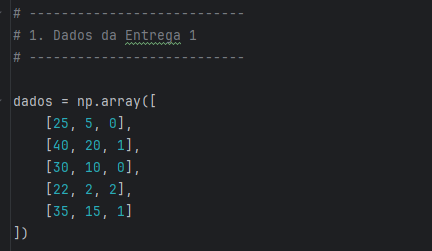 # ---------------------------
# 1. Dados da Entrega 1
# ---------------------------
dados = np.array([
    [25, 5, 0],
    [40, 20, 1],
    [30, 10, 0],
    [22, 2, 2],
    [35, 15, 1]
])